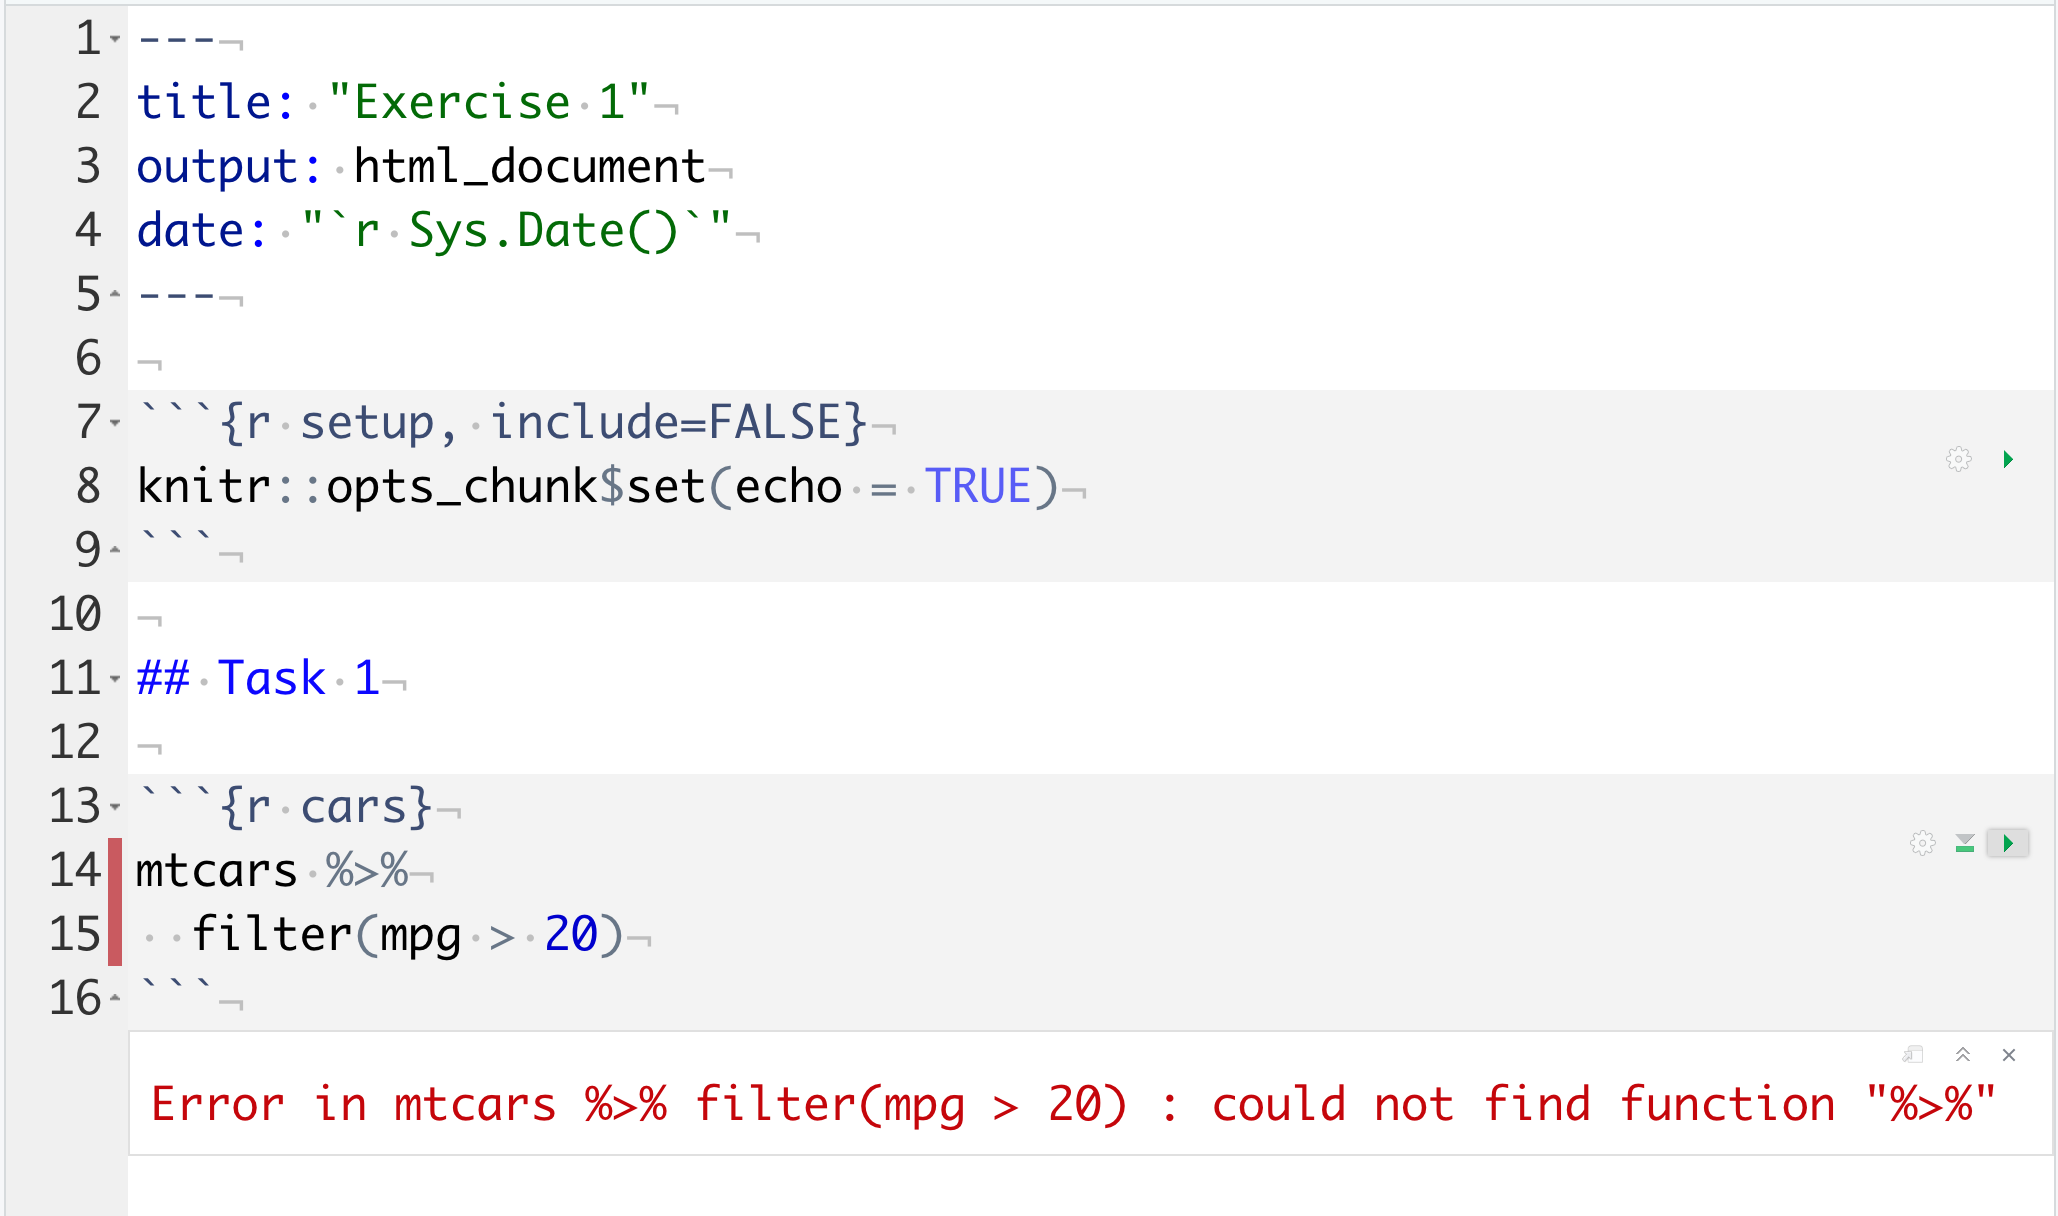 1 ---
2 title: "Exercise 1"
3 output: html_document
4 date: "`r Sys.Date()`"
5 ---
6
7 ```{r setup, include=FALSE}
8 knitr::opts_chunk$set(echo = TRUE)
9 ```
10
11 ## Task 1
12
13 ```{r cars}
14 mtcars %>%
15   filter(mpg > 20)
16 ```
Error in mtcars %>% filter(mpg > 20) : could not find function "%>%"